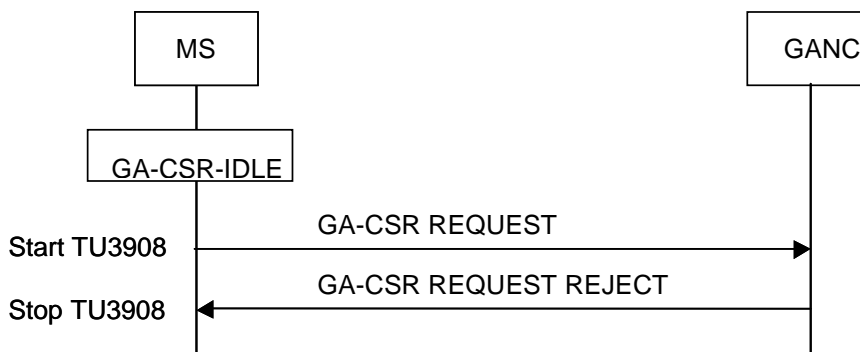 MS
GANC
GA-CSR-IDLE
GA-CSR REQUEST
Start TU3908
GA-CSR REQUEST REJECT
Stop TU3908